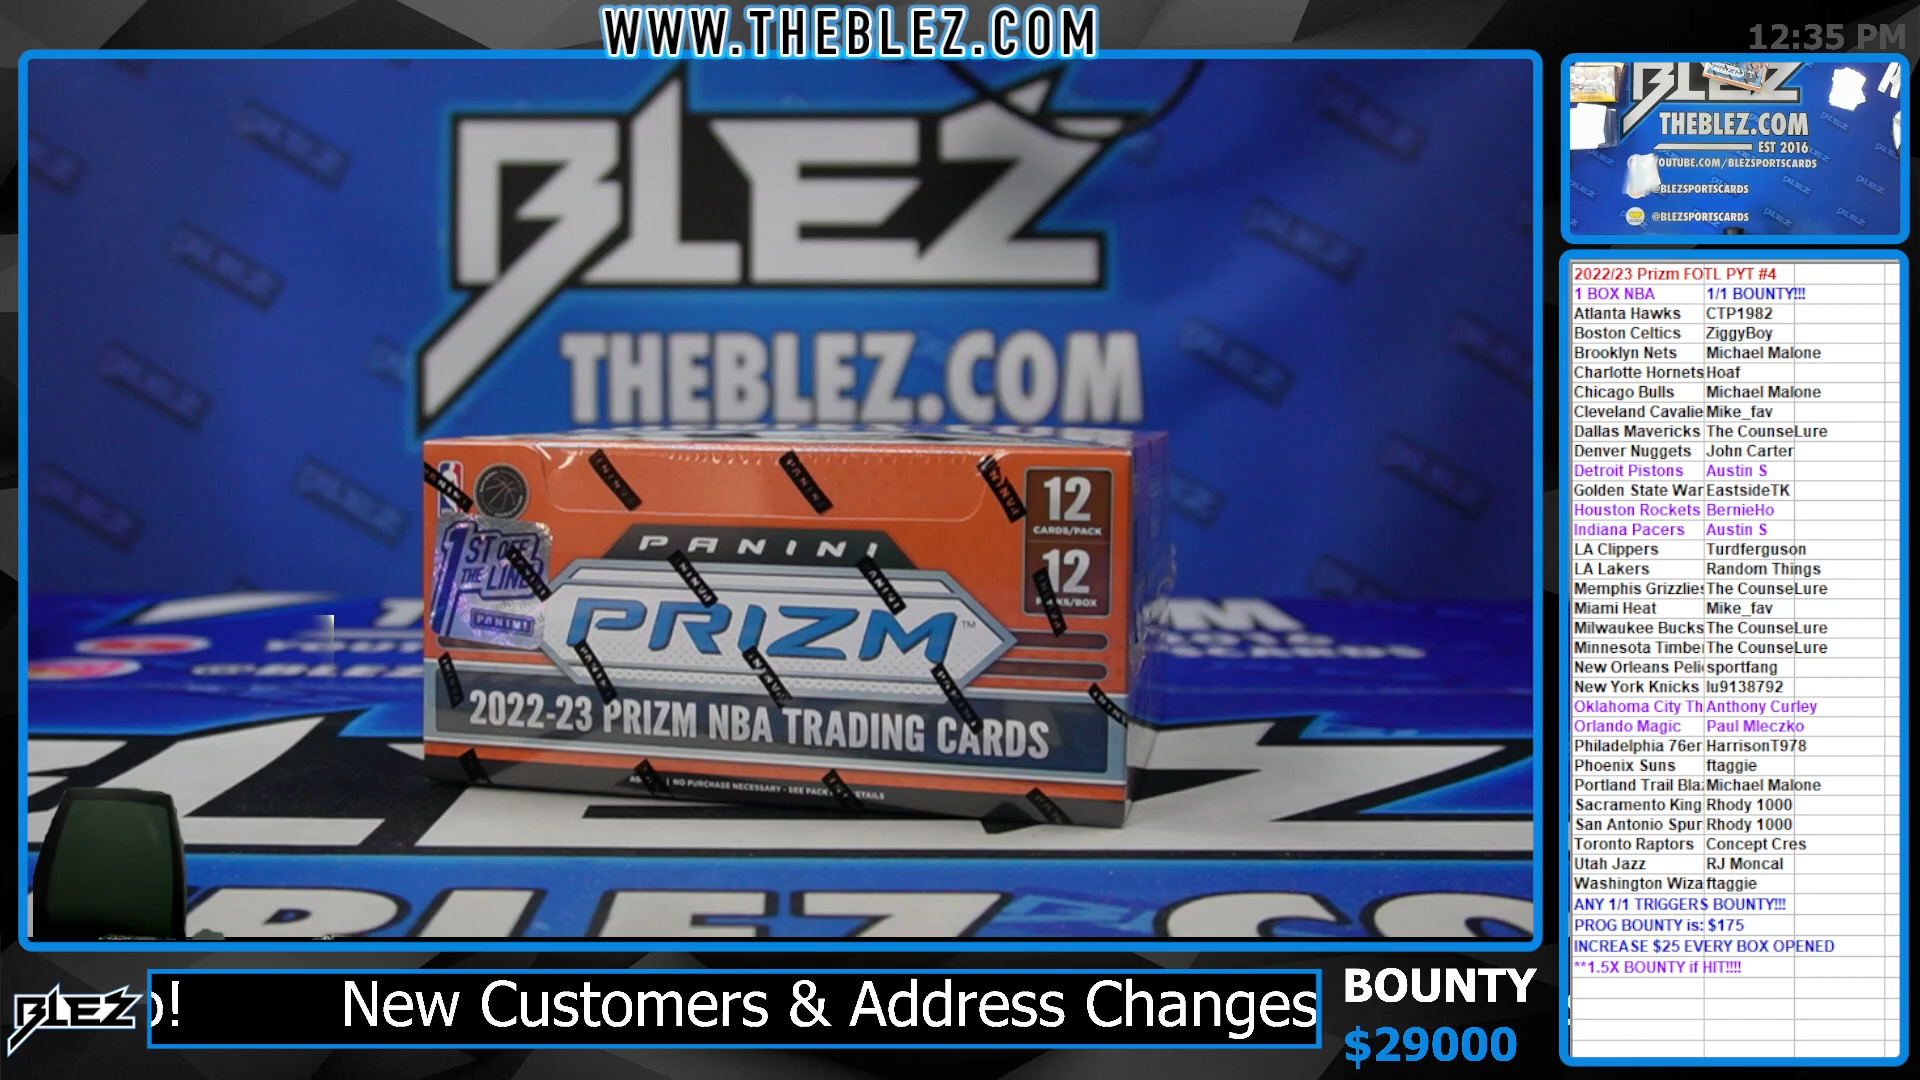 WWW.THEBLEZ.COM
12:35 PM
BLEZ
THEBLEZ.COM
PANINI
PRIZM™
2022-23 PRIZM NBA TRADING CARDS
1ST OFF
THE LINE
PANINI
12
CARDS/PACK
12
NO PURCHASE NECESSARY - SEE
DETAILS
BLEZ
THEBLEZ.COM
EST 2016
YOUTUBE.COM/BLEZSPORTSCARDS
@BLEZSPORTSCARDS
@BLEZSPORTSCARDS
2022/23 Prizm FOTL PYT #4
1 BOX NBA 1/1 BOUNTY!!!
Atlanta Hawks CTP1982
Boston Celtics ZiggyBoy
Brooklyn Nets Michael Malone
Charlotte Hornets Hoaf
Chicago Bulls Michael Malone
Cleveland Cavalie Mike_fav
Dallas Mavericks The CounseLure
Denver Nuggets John Carter
Detroit Pistons Austin S
Golden State War EastsideTK
Houston Rockets BernieHo
Indiana Pacers Austin S
LA Clippers Turdferguson
LA Lakers Random Things
Memphis Grizzlies The CounseLure
Miami Heat Mike_fav
Milwaukee Bucks The CounseLure
Minnesota Timbe The CounseLure
New Orleans Peli sportfang
New York Knicks lu9138792
Oklahoma City Th Anthony Curley
Orlando Magic Paul Mleczko
Philadelphia 76er HarrisonT978
Phoenix Suns ftaggie
Portland Trail Bla Michael Malone
Sacramento King Rhody 1000
San Antonio Spur Rhody 1000
Toronto Raptors Concept Cres
Utah Jazz RJ Moncal
Washington Wiza ftaggie
ANY 1/1 TRIGGERS BOUNTY!!!
PROG BOUNTY is: $175
INCREASE $25 EVERY BOX OPENED
**1.5X BOUNTY if HIT!!!!
BLEZ
o! New Customers & Address Changes
BOUNTY
$29000